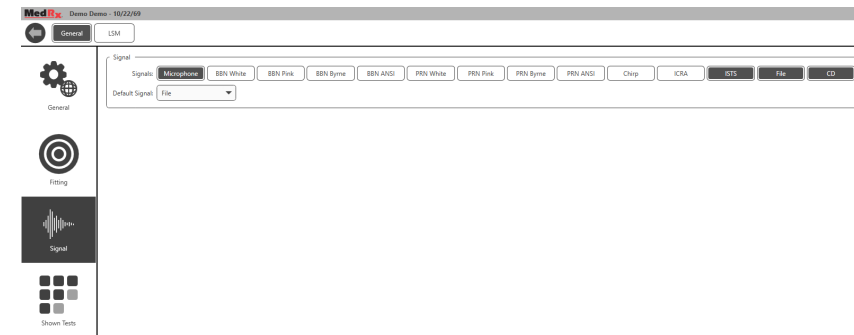 MedRx Demo Demo - 10/22/69
General LSM
Signal
Signals: Microphone BBN White BBN Pink BBN Byrne BBN ANSI PRN White PRN Pink PRN Byrne PRN ANSI Chirp ICRA ISTS File CD
Default Signal: File
General
Fitting
Signal
Shown Tests